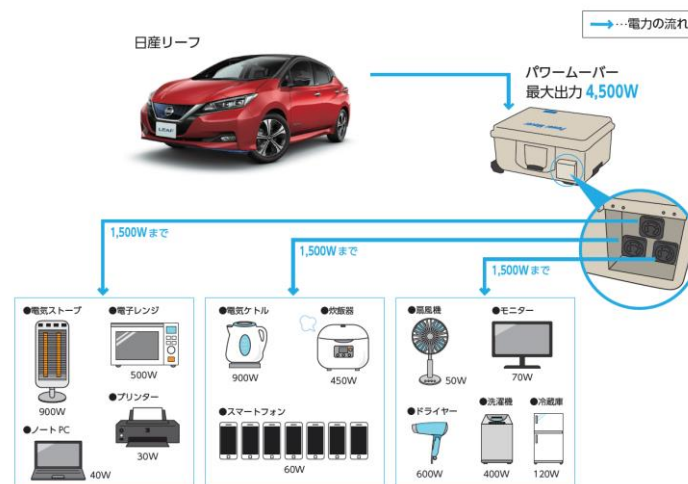 →…電力の流れ
日産リーフ
パワームーバー
最大出力 4,500W
LEAF
Power Mover
1,500Wまで
1,500Wまで
1,500Wまで
●電気ストーブ
900W
●電子レンジ
500W
●プリンター
30W
●ノートPC
40W
●電気ケトル
900W
●炊飯器
450W
●スマートフォン
60W
●扇風機
50W
●モニター
70W
●ドライヤー
600W
●洗濯機
400W
●冷蔵庫
120W